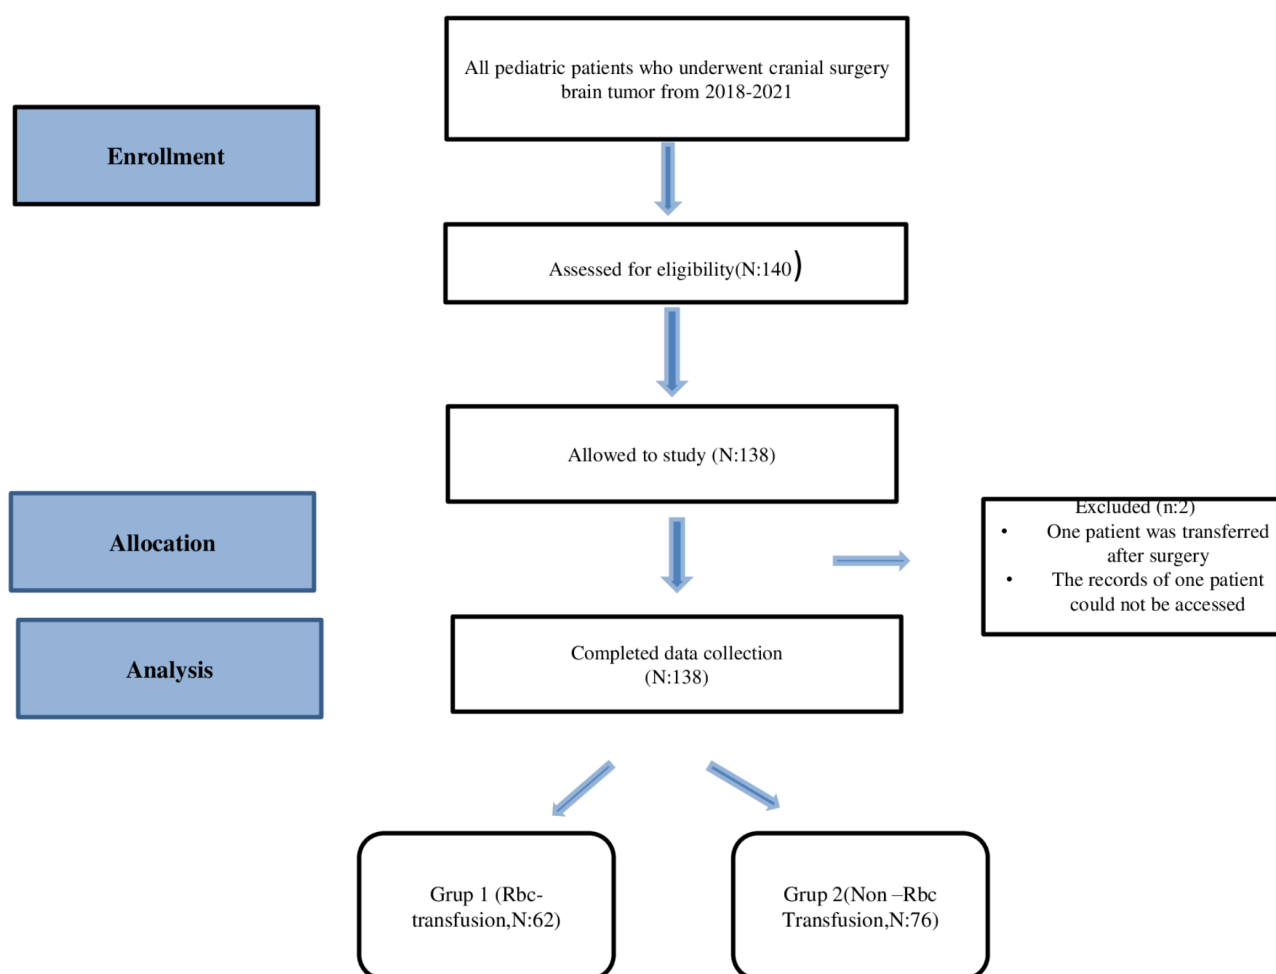 All pediatric patients who underwent cranial surgery
brain tumor from 2018-2021
Enrollment
Assessed for eligibility(N:140)
Allowed to study (N:138)
Allocation
Excluded (n:2)
• One patient was transferred
after surgery
• The records of one patient
could not be accessed
Analysis
Completed data collection
(N:138)
Grup 1 (Rbc-
transfusion,N:62)
Grup 2(Non –Rbc
Transfusion,N:76)